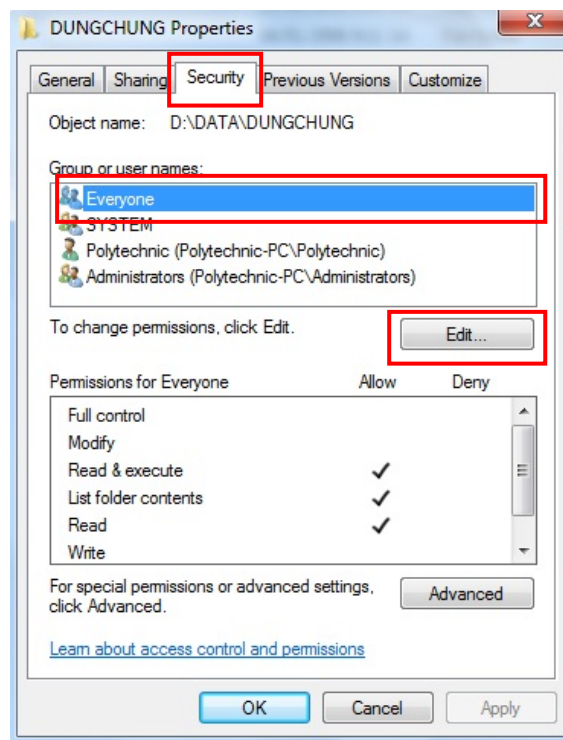 DUNGCHUNG Properties
General Sharing Security Previous Versions Customize
Object name: D:\DATA\DUNGCHUNG
Group or user names:
Everyone
SYSTEM
Polytechnic (Polytechnic-PC\Polytechnic)
Administrators (Polytechnic-PC\Administrators)
To change permissions, click Edit.
Edit...
Permissions for Everyone Allow Deny
Full control
Modify
Read & execute
List folder contents
Read
Write
For special permissions or advanced settings,
click Advanced.
Advanced
Learn about access control and permissions
OK Cancel Apply